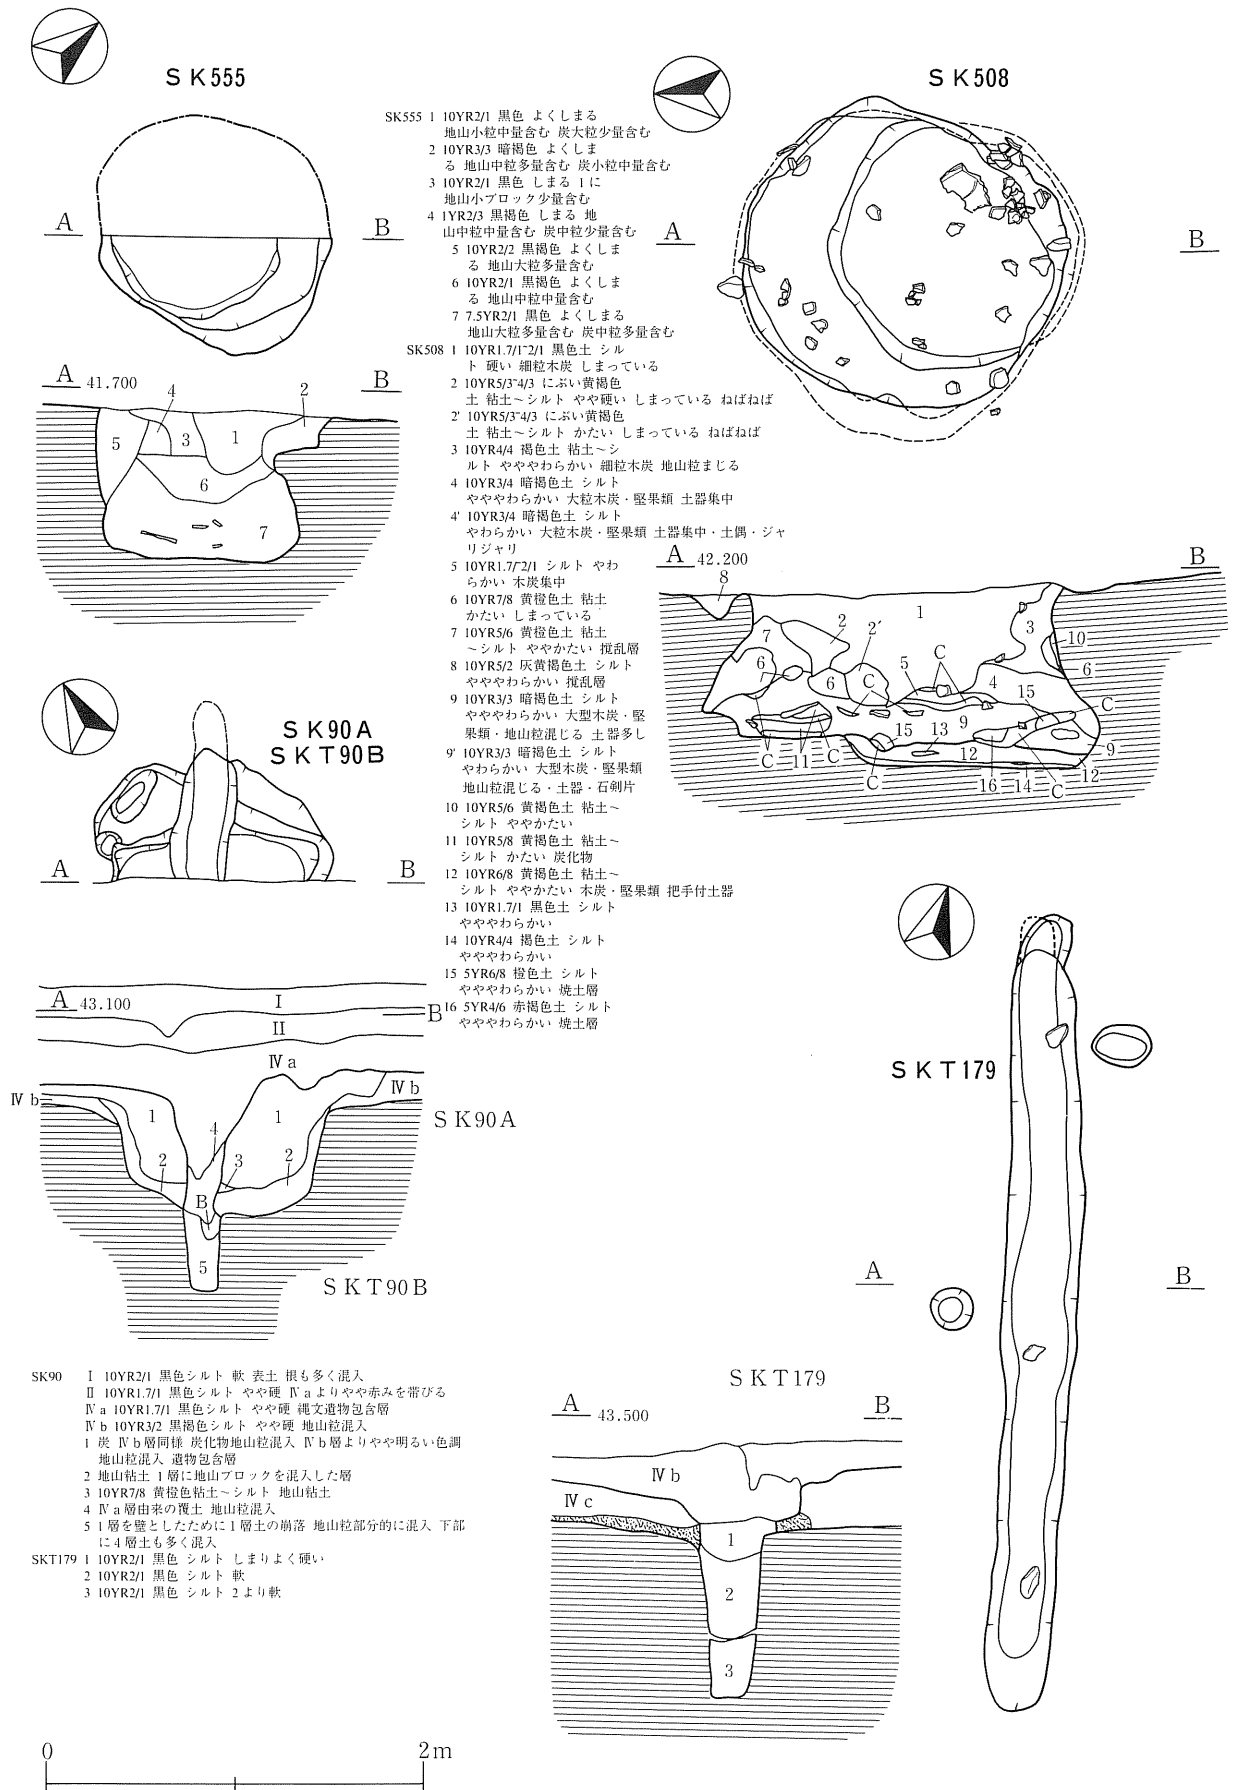 SK555
SK508
SK555 1 10YR2/1 黒色 よくしまる
地山小粒中量含む 炭大粒少量含む
2 10YR3/3 暗褐色 よくしま
る 地山中粒多量含む 炭小粒中量含む
3 10YR2/1 黒色 しまる 1に
地山小ブロック少量含む
4 1YR2/3 黒褐色 しまる 地
山中粒中量含む 炭中粒少量含む
5 10YR2/2 黒褐色 よくしま
る 地山大粒多量含む
6 10YR2/1 黒褐色 よくしま
る 地山中粒中量含む
7 7.5YR2/1 黒色 よくしまる
地山大粒多量含む 炭中粒多量含む
SK508 1 10YR1.7/1~2/1 黒色土 シル
ト 硬い 細粒木炭 しまっている
2 10YR5/3~4/3 にぶい黄褐色
土 粘土～シルト やや硬い しまっている ねばねば
2' 10YR5/3~4/3 にぶい黄褐色
土 粘土～シルト かたい しまっている ねばねば
3 10YR4/4 褐色土 粘土～シ
ルト ややややわらかい 細粒木炭 地山粒まじる
4 10YR3/4 暗褐色土 シルト
ややややわらかい 大粒木炭・堅果類 土器集中
4' 10YR3/4 暗褐色土 シルト
やわらかい 大粒木炭・堅果類 土器集中・土偶・ジャ
リジャリ
5 10YR1.7/~2/1 シルト やわ
らかい 木炭集中
6 10YR7/8 黄橙色土 粘土
かたい しまっている
7 10YR5/6 黄橙色土 粘土
～シルト ややかたい 撹乱層
8 10YR5/2 灰黄褐色土 シルト
ややややわらかい 撹乱層
9 10YR3/3 暗褐色土 シルト
ややややわらかい 大型木炭・堅
果類・地山粒混じる 土器多し
9' 10YR3/3 暗褐色土 シルト
やわらかい 大型木炭・堅果類
地山粒混じる・土器・石剣片
10 10YR5/6 黄褐色土 粘土～
シルト ややかたい
11 10YR5/8 黄褐色土 粘土～
シルト かたい 炭化物
12 10YR6/8 黄褐色土 粘土～
シルト ややかたい 木炭・堅果類 把手付土器
13 10YR1.7/1 黒色土 シルト
ややややわらかい
14 10YR4/4 褐色土 シルト
ややややわらかい
15 5YR6/8 橙色土 シルト
ややややわらかい 焼土層
16 5YR4/6 赤褐色土 シルト
ややややわらかい 焼土層
A
B
A 41.700
B
4
2
5
3
1
6
7
A
B
A 42.200
B
8
1
2
2'
3
7
10
6
6
6
C
5
C
4
15
C
9
15
13
12
9
C
11
C
C
16
14
C
12
SK90A
SKT90B
A
B
A 43.100
B
Ⅰ
Ⅱ
Ⅳa
Ⅳb
Ⅳb
1
1
4
2
3
2
B
5
SK90A
SKT90B
SKT179
A
B
SKT179
A 43.500
B
Ⅳb
Ⅳc
1
2
3
SK90 Ⅰ 10YR2/1 黒色シルト 軟 表土 根も多く混入
Ⅱ 10YR1.7/1 黒色シルト やや硬 Ⅳaよりやや赤みを帯びる
Ⅳa 10YR1.7/1 黒色シルト やや硬 縄文遺物包含層
Ⅳb 10YR3/2 黒褐色シルト やや硬 地山粒混入
1 炭 Ⅳb層同様 炭化物地山粒混入 Ⅳb層よりやや明るい色調
地山粒混入 遺物包含層
2 地山粘土 1層に地山ブロックを混入した層
3 10YR7/8 黄橙色粘土～シルト 地山粘土
4 Ⅳa層由来の覆土 地山粒混入
5 1層を壁としたために1層土の崩落 地山粒部分的に混入 下部
に4層土も多く混入
SKT179 1 10YR2/1 黒色 シルト しまりよく硬い
2 10YR2/1 黒色 シルト 軟
3 10YR2/1 黒色 シルト 2より軟
0
2m